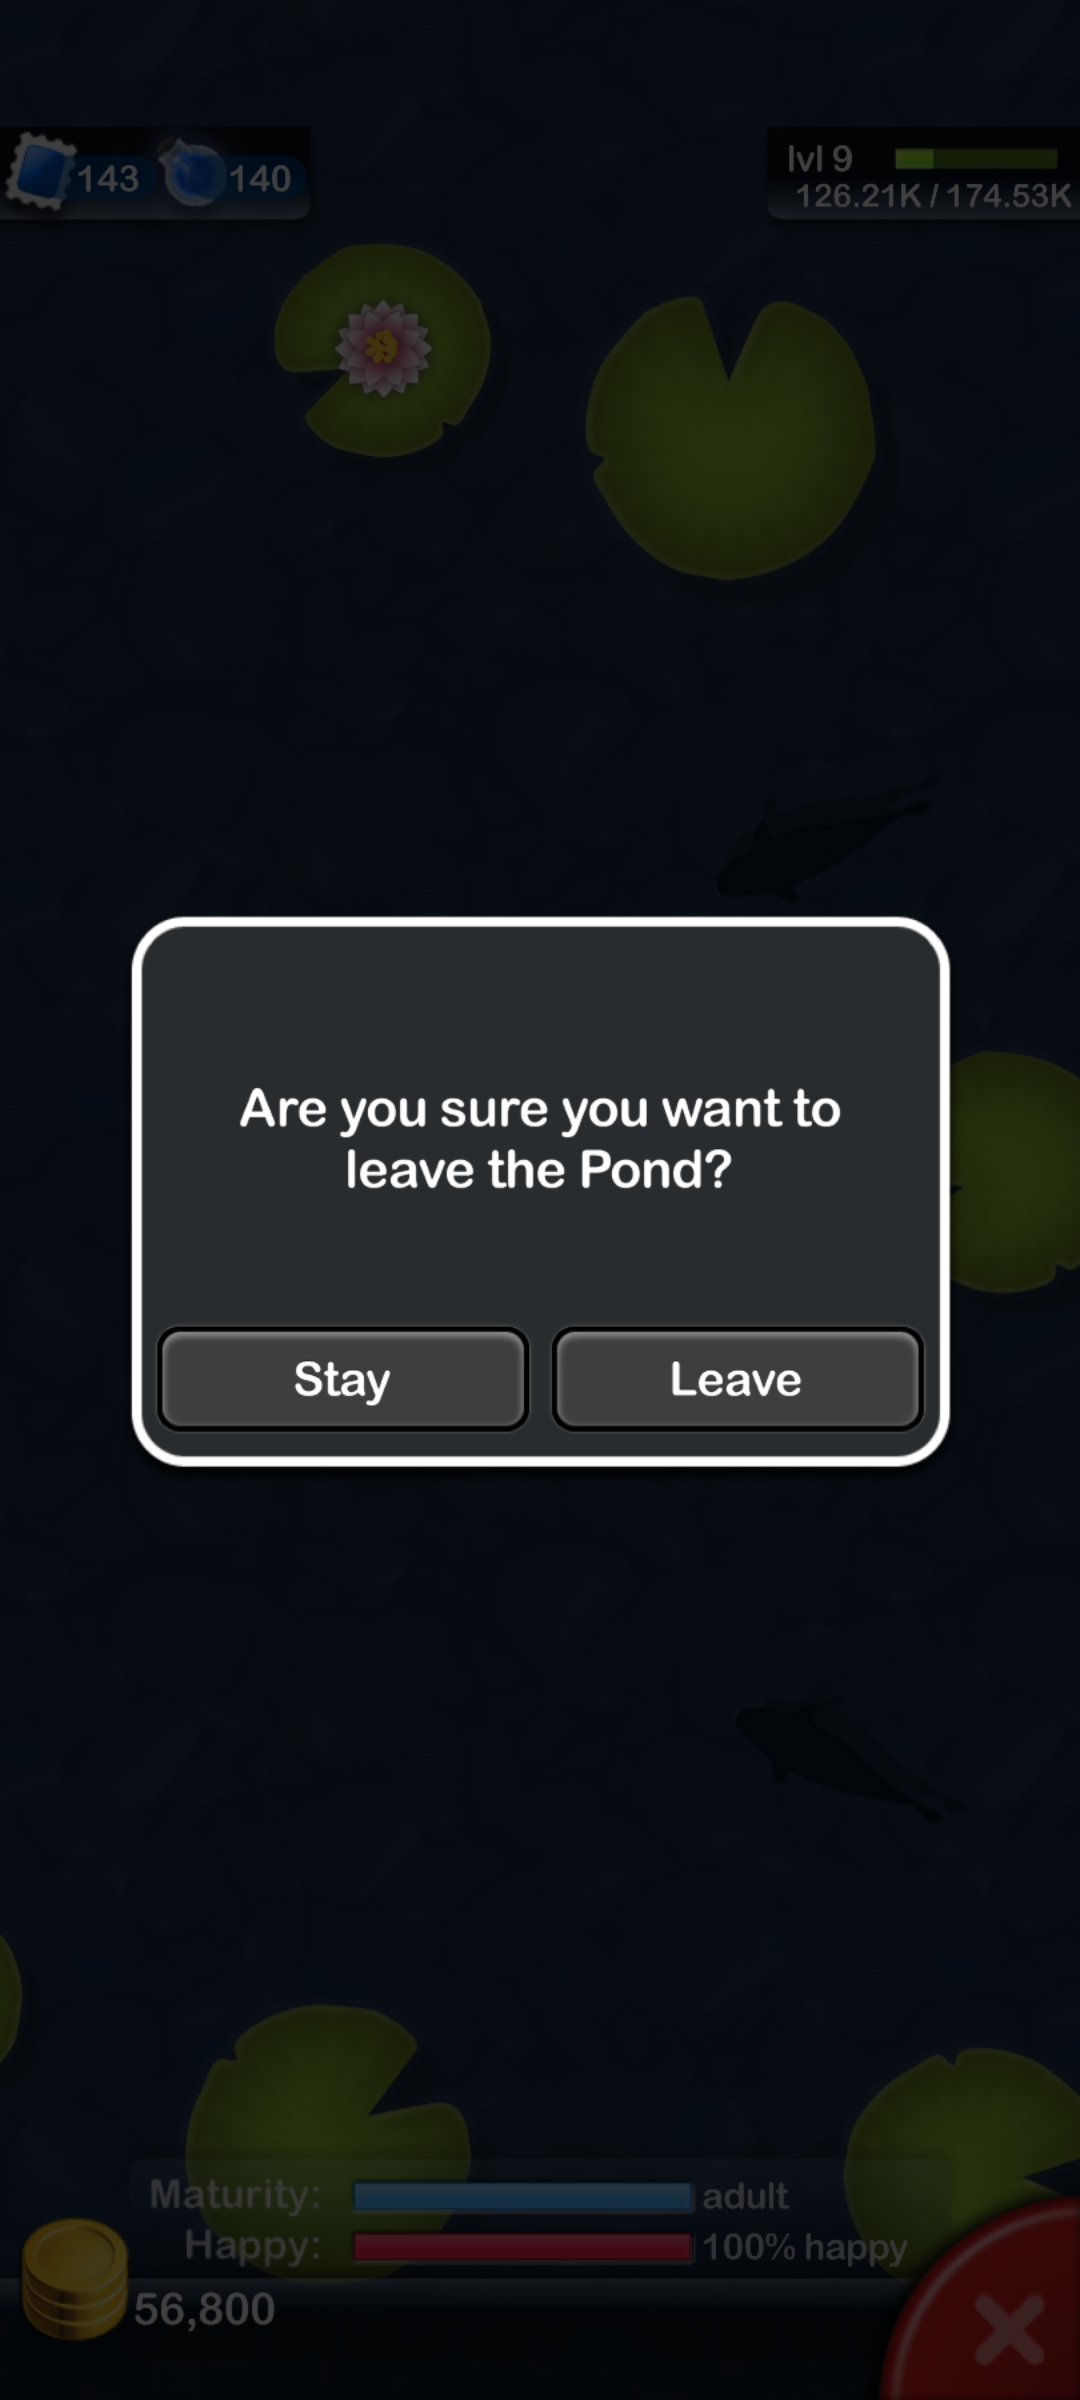 143
140
lvl 9
126.21K / 174.53K
Are you sure you want to
leave the Pond?
Stay
Leave
Maturity:
adult
Happy:
100% happy
56,800